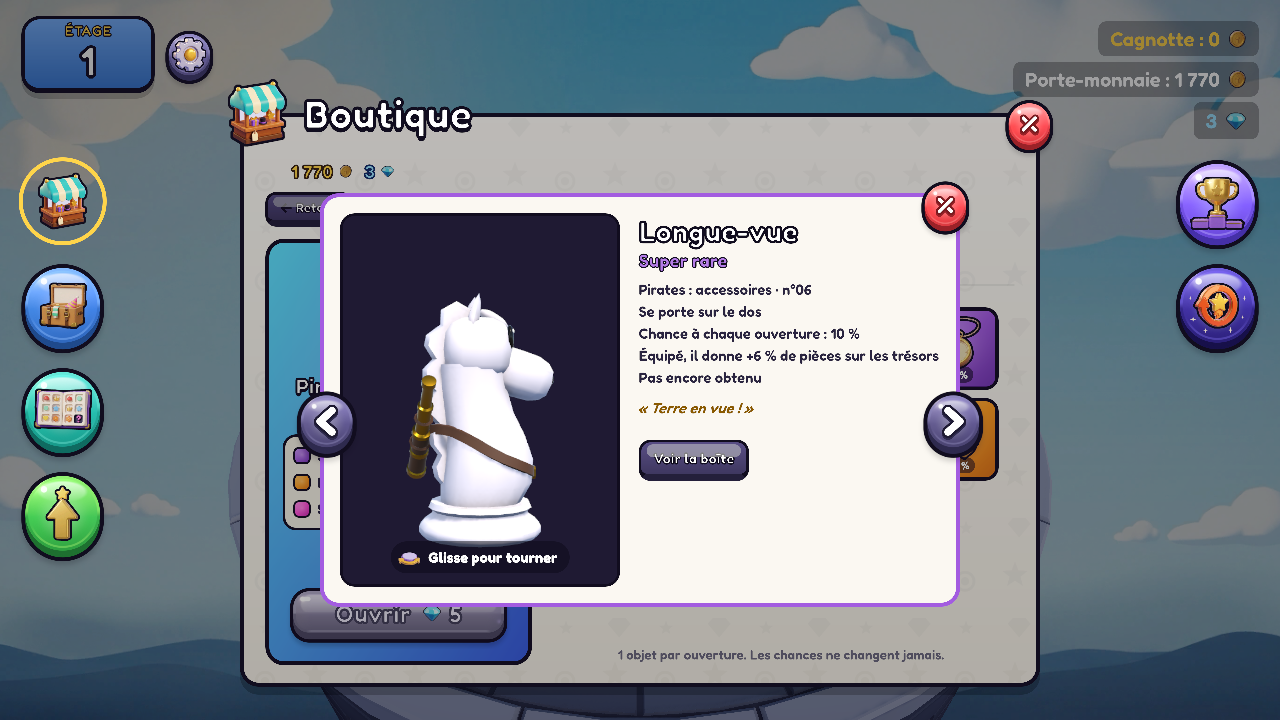 ÉTAGE
1
Cagnotte : 0
Porte-monnaie : 1 770
3
Boutique
1 770 3
Longue-vue
Super rare
Pirates : accessoires · n°06
Se porte sur le dos
Chance à chaque ouverture : 10 %
Équipé, il donne +6 % de pièces sur les trésors
Pas encore obtenu
« Terre en vue ! »
Voir la boîte
Glisse pour tourner
Ouvrir 5
1 objet par ouverture. Les chances ne changent jamais.